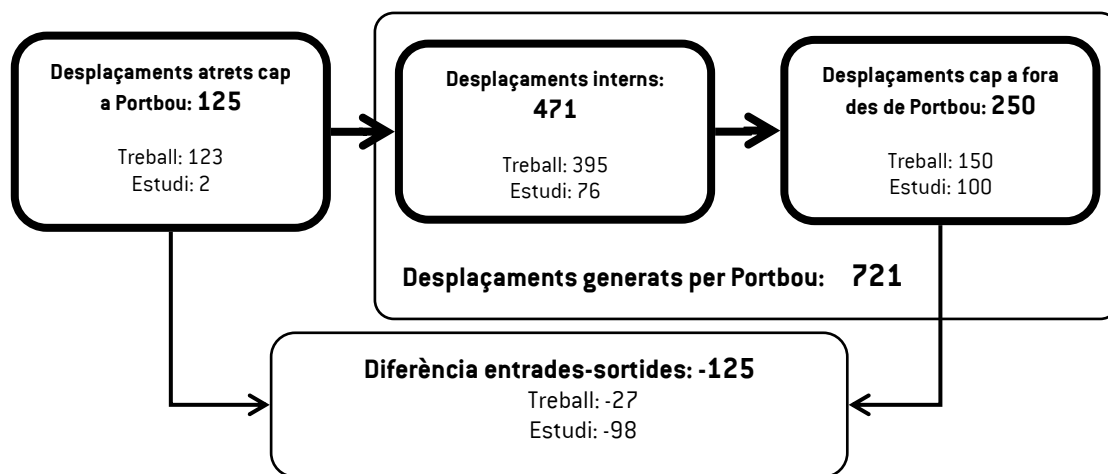 Desplaçaments atrets cap
a Portbou: 125
Treball: 123
Estudi: 2
Desplaçaments interns:
471
Treball: 395
Estudi: 76
Desplaçaments cap a fora
des de Portbou: 250
Treball: 150
Estudi: 100
Desplaçaments generats per Portbou: 721
Diferència entrades-sortides: -125
Treball: -27
Estudi: -98